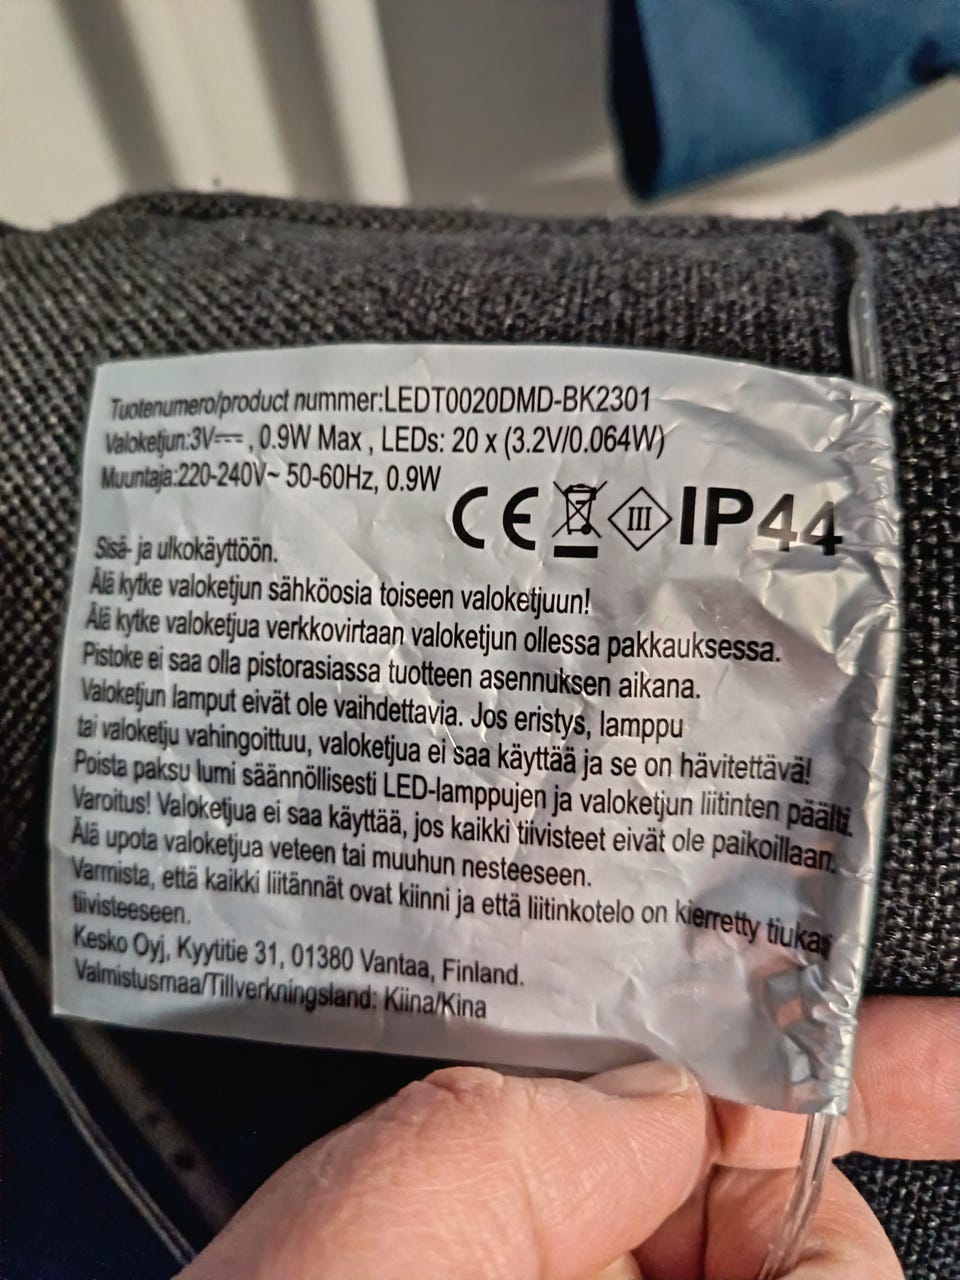 Tuotenumero/product nummer:LEDT0020DMD-BK2301
Valoketjun:3V⎓, 0.9W Max, LEDs: 20 x (3.2V/0.064W)
Muuntaja:220-240V~ 50-60Hz, 0.9W
CE III IP44
Sisä- ja ulkokäyttöön.
Älä kytke valoketjun sähköosia toiseen valoketjuun!
Älä kytke valoketjua verkkovirtaan valoketjun ollessa pakkauksessa.
Pistoke ei saa olla pistorasiassa tuotteen asennuksen aikana.
Valoketjun lamput eivät ole vaihdettavia. Jos eristys, lamppu
tai valoketju vahingoittuu, valoketjua ei saa käyttää ja se on hävitettävä!
Poista paksu lumi säännöllisesti LED-lamppujen ja valoketjun liitinten päältä.
Varoitus! Valoketjua ei saa käyttää, jos kaikki tiivisteet eivät ole paikoillaan.
Älä upota valoketjua veteen tai muuhun nesteeseen.
Varmista, että kaikki liitännät ovat kiinni ja että liitinkotelo on kierretty tiukasti
tiivisteeseen.
Kesko Oyj, Kyytitie 31, 01380 Vantaa, Finland.
Valmistusmaa/Tillverkningsland: Kiina/Kina